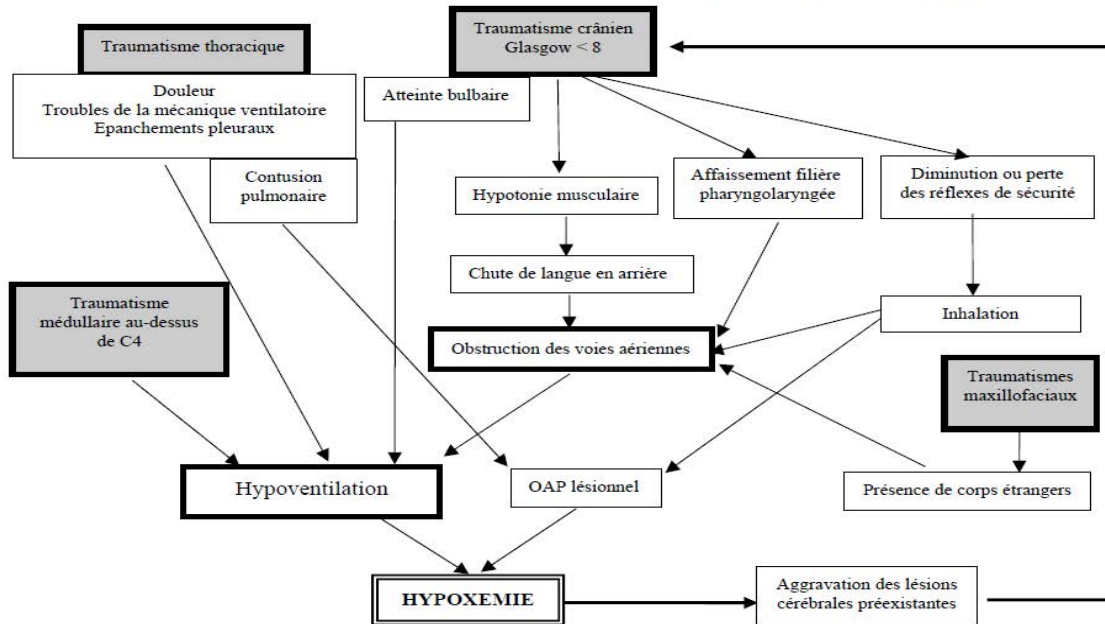 Traumatisme thoracique
Traumatisme crânien
Glasgow < 8
Douleur
Troubles de la mécanique ventilatoire
Epanchements pleuraux
Atteinte bulbaire
Contusion
pulmonaire
Hypotonie musculaire
Affaissement filière
pharyngolaryngée
Diminution ou perte
des réflexes de sécurité
Chute de langue en arrière
Traumatisme
médullaire au-dessus
de C4
Inhalation
Obstruction des voies aériennes
Traumatismes
maxillofaciaux
Hypoventilation
OAP lésionnel
Présence de corps étrangers
HYPOXEMIE
Aggravation des lésions
cérébrales préexistantes